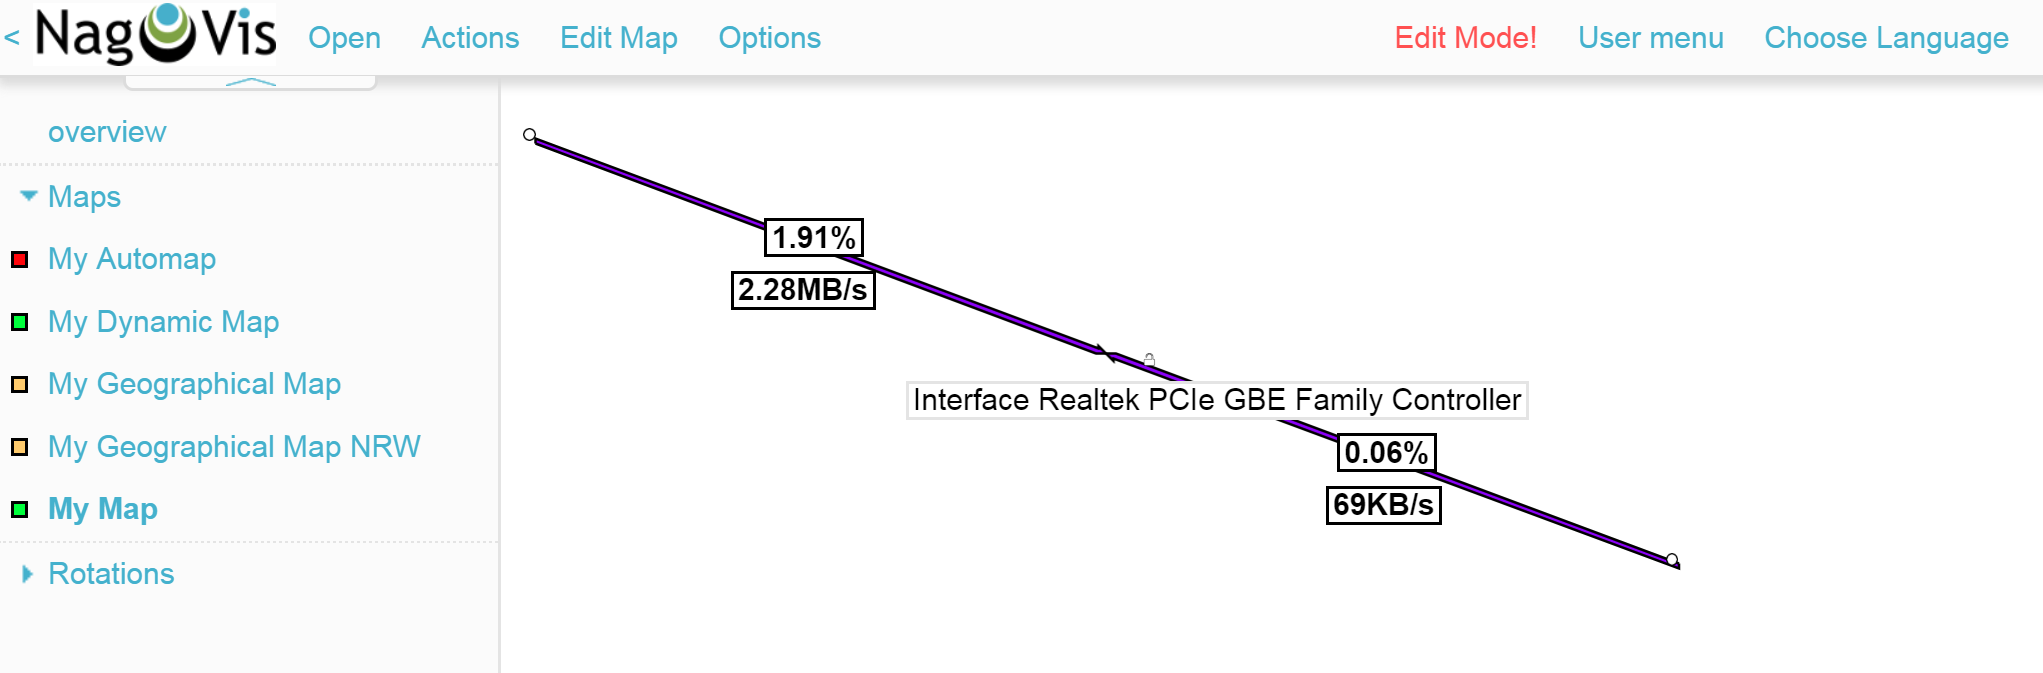 < NagVis Open Actions Edit Map Options Edit Mode! User menu Choose Language
overview
Maps
My Automap
My Dynamic Map
My Geographical Map
My Geographical Map NRW
My Map
Rotations
1.91%
2.28MB/s
Interface Realtek PCIe GBE Family Controller
0.06%
69KB/s